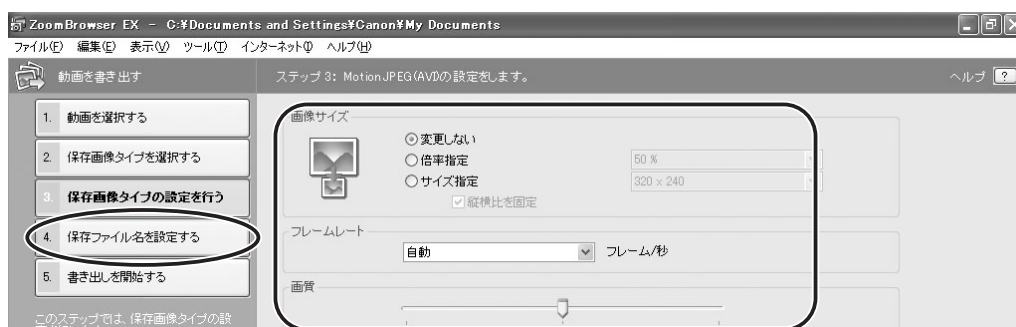 ZoomBrowser EX - C:¥Documents and Settings¥Canon¥My Documents
ファイル(F) 編集(E) 表示(V) ツール(T) インターネット(I) ヘルプ(H)
動画を書き出す
ステップ 3: MotionJPEG(AVI)の設定をします。
ヘルプ ?
1. 動画を選択する
2. 保存画像タイプを選択する
3. 保存画像タイプの設定を行う
4. 保存ファイル名を設定する
5. 書き出しを開始する
このステップでは、保存画像タイプの設
画像サイズ
変更しない
倍率指定
50 %
サイズ指定
320 x 240
縦横比を固定
フレームレート
自動
フレーム/秒
画質